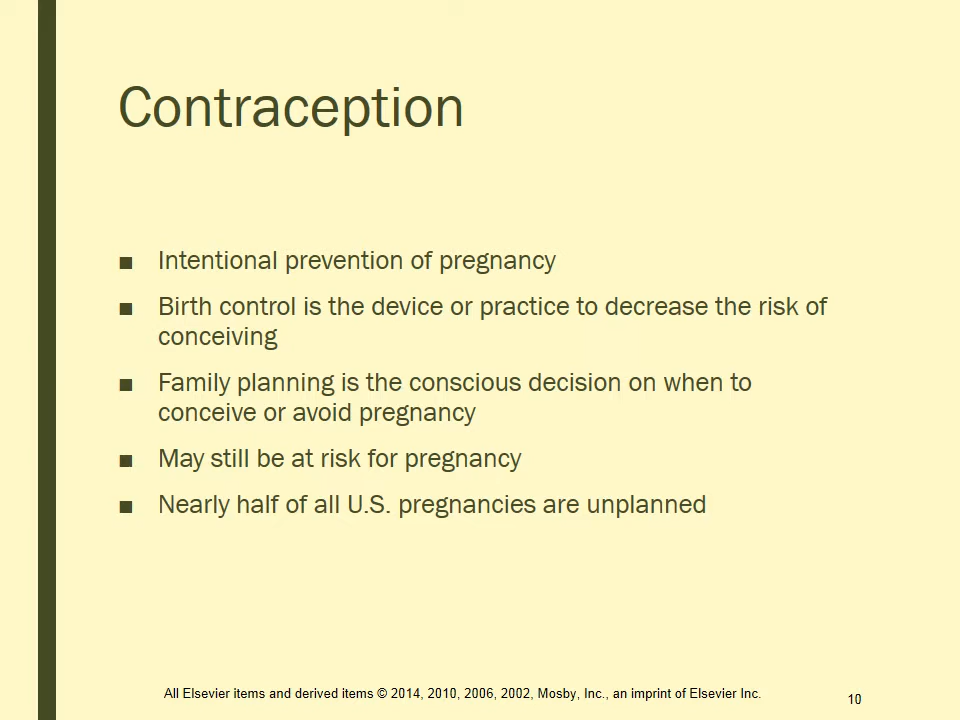 Contraception
■ Intentional prevention of pregnancy
■ Birth control is the device or practice to decrease the risk of
conceiving
■ Family planning is the conscious decision on when to
conceive or avoid pregnancy
■ May still be at risk for pregnancy
■ Nearly half of all U.S. pregnancies are unplanned
All Elsevier items and derived items © 2014, 2010, 2006, 2002, Mosby, Inc., an imprint of Elsevier Inc.
10